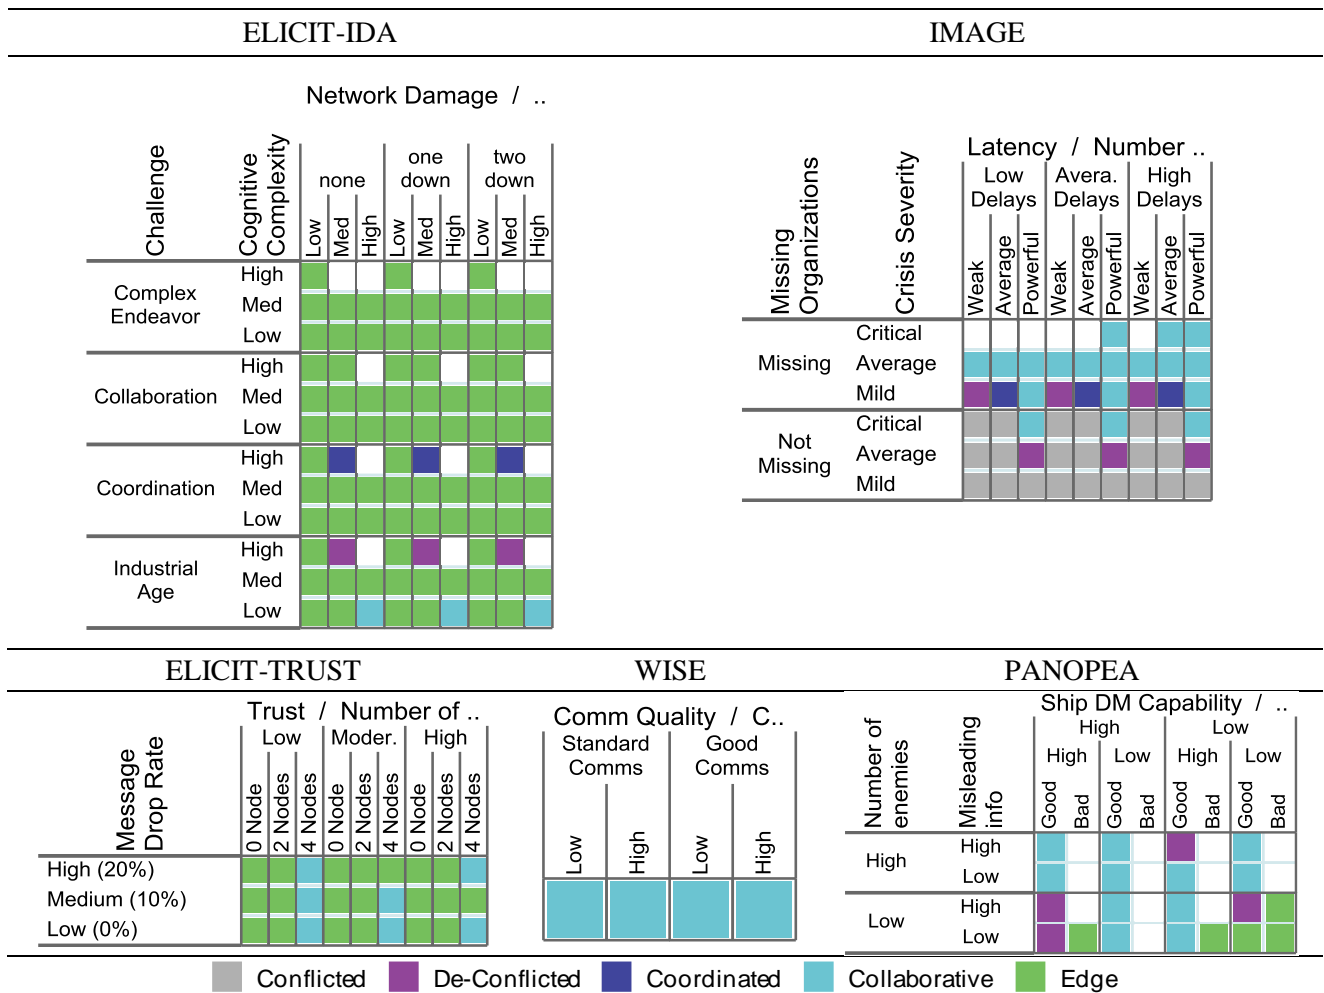 ELICIT-IDA
IMAGE
Network Damage / ..
Challenge
Cognitive
Complexity
none
one
down
two
down
Low
Med
High
Low
Med
High
Low
Med
High
Complex
Endeavor
High
Med
Low
Collaboration
High
Med
Low
Coordination
High
Med
Low
Industrial
Age
High
Med
Low
Latency / Number ..
Missing
Organizations
Crisis Severity
Low
Delays
Avera.
Delays
High
Delays
Weak
Average
Powerful
Weak
Average
Powerful
Weak
Average
Powerful
Missing
Critical
Average
Mild
Not
Missing
Critical
Average
Mild
ELICIT-TRUST
WISE
PANOPEA
Trust / Number of ..
Message
Drop Rate
Low
Moder.
High
0 Node
2 Nodes
4 Nodes
0 Node
2 Nodes
4 Nodes
0 Node
2 Nodes
4 Nodes
High (20%)
Medium (10%)
Low (0%)
Comm Quality / C..
Standard
Comms
Good
Comms
Low
High
Low
High
Ship DM Capability / ..
Number of
enemies
Misleading
info
High
Low
High
Low
High
Low
Good
Bad
Good
Bad
Good
Bad
Good
Bad
High
High
Low
Low
High
Low
Conflicted
De-Conflicted
Coordinated
Collaborative
Edge